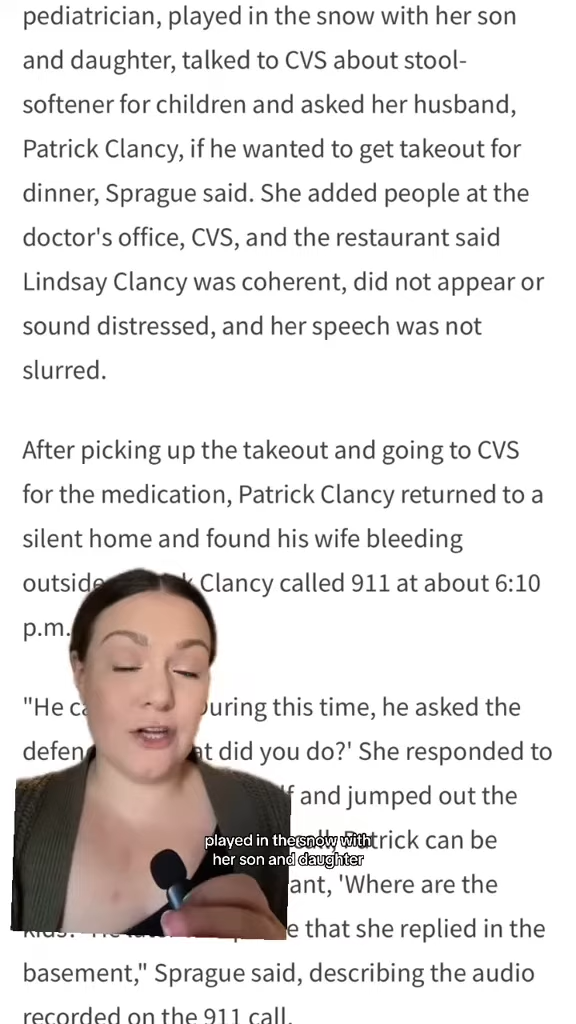 pediatrician, played in the snow with her son
and daughter, talked to CVS about stool-
softener for children and asked her husband,
Patrick Clancy, if he wanted to get takeout for
dinner, Sprague said. She added people at the
doctor's office, CVS, and the restaurant said
Lindsay Clancy was coherent, did not appear or
sound distressed, and her speech was not
slurred.
After picking up the takeout and going to CVS
for the medication, Patrick Clancy returned to a
silent home and found his wife bleeding
Clancy called 911 at about 6:10
p.m.
"He during this time, he asked the
did you do?' She responded to
and jumped out the
can be
played in the snow with
her son and daughter
'Where are the
that she replied in the
basement," Sprague said, describing the audio
recorded on the 911 call.